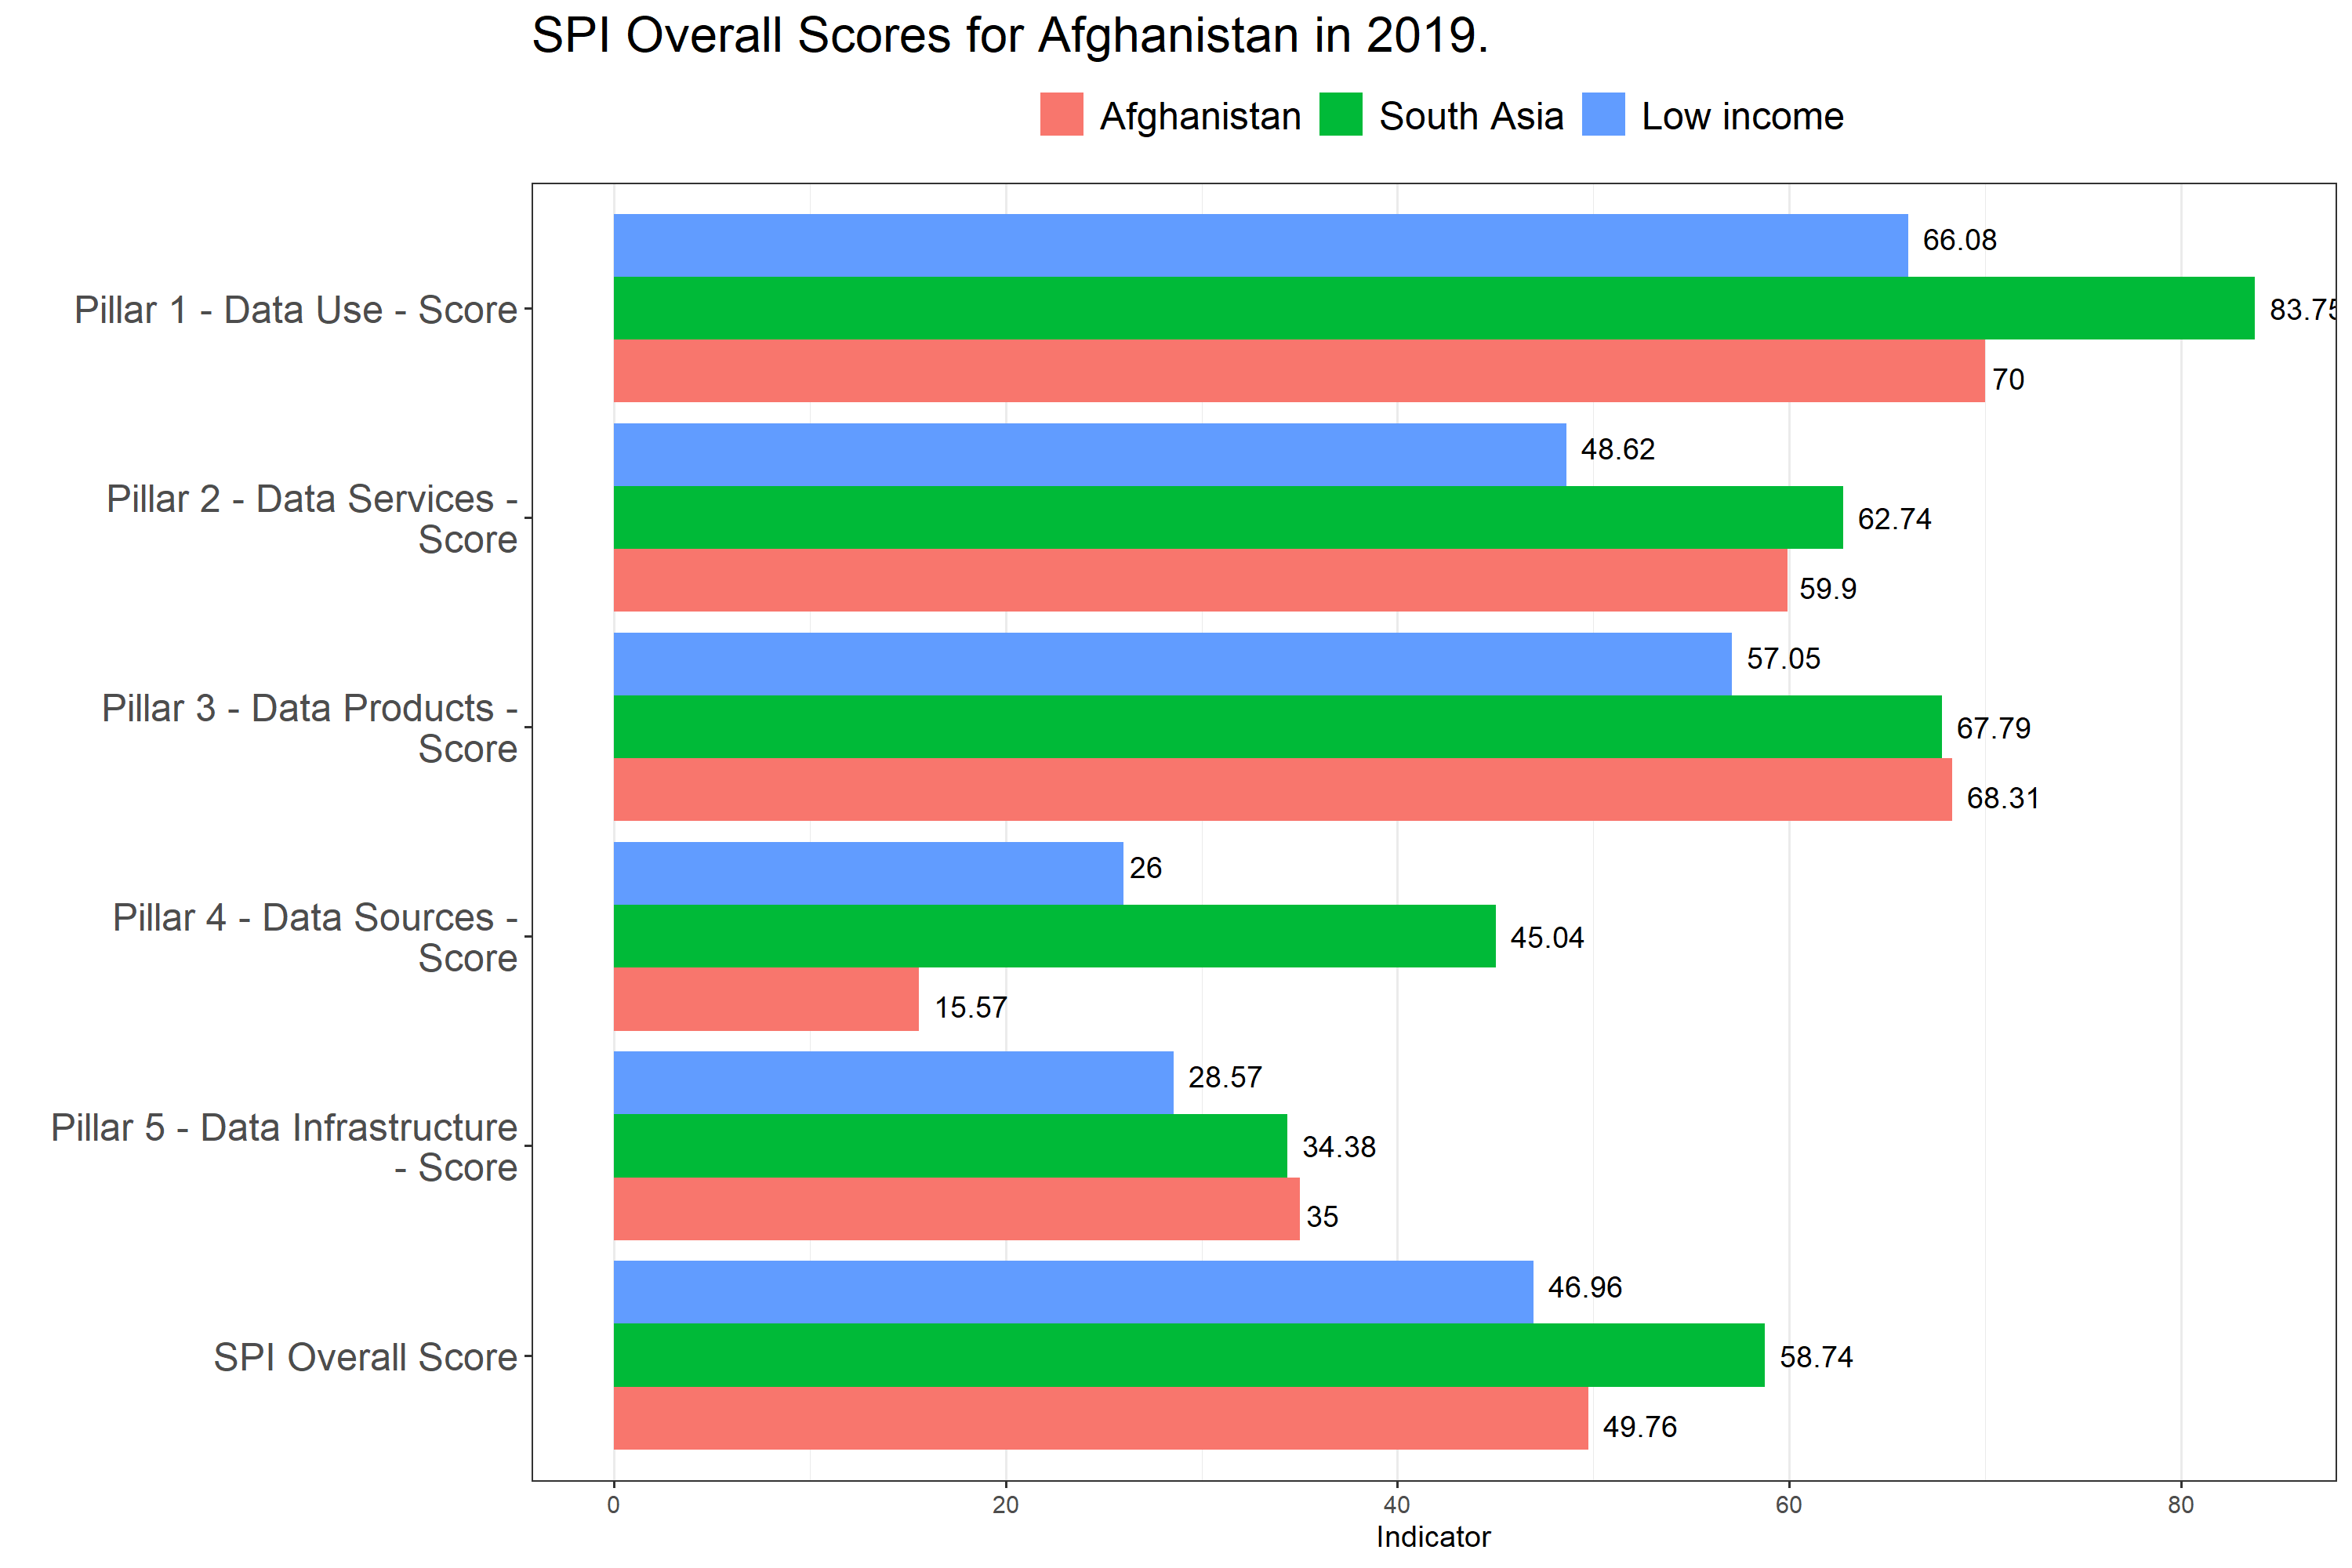 SPI Overall Scores for Afghanistan in 2019.
Afghanistan South Asia Low income
Pillar 1 - Data Use - Score
66.08
83.75
70
Pillar 2 - Data Services -
Score
48.62
62.74
59.9
Pillar 3 - Data Products -
Score
57.05
67.79
68.31
Pillar 4 - Data Sources -
Score
26
45.04
15.57
Pillar 5 - Data Infrastructure
- Score
28.57
34.38
35
SPI Overall Score
46.96
58.74
49.76
0 20 40 60 80
Indicator